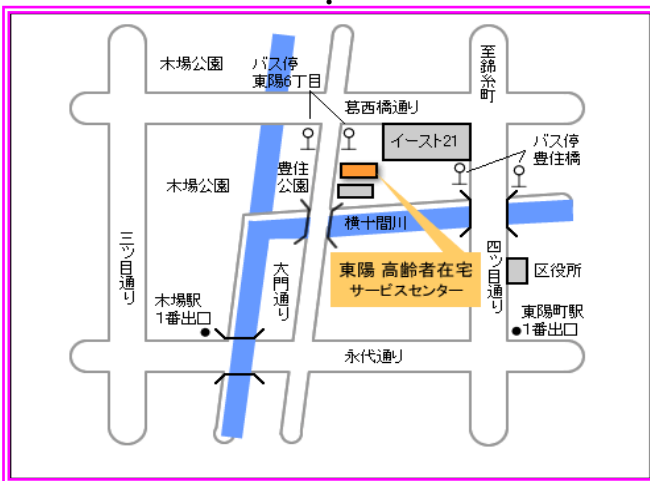 木場公園
バス停
東陽6丁目
至錦糸町
葛西橋通り
イースト21
バス停
豊住橋
豊住
公園
木場公園
横十間川
三ツ目通り
大門通り
東陽 高齢者在宅
サービスセンター
四ツ目通り
区役所
木場駅
1番出口
東陽町駅
1番出口
永代通り